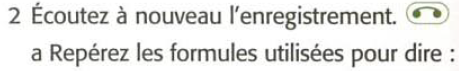 2 Écoutez à nouveau l'enregistrement.
a Repérez les formules utilisées pour dire :